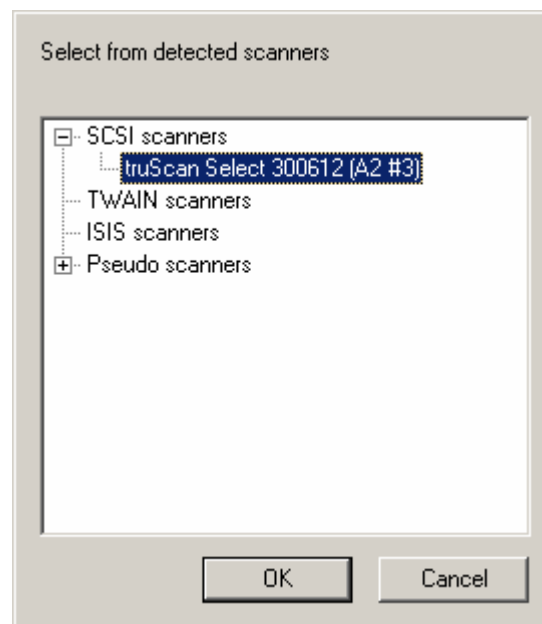 Select from detected scanners
SCSI scanners
truScan Select 300612 (A2 #3)
TWAIN scanners
ISIS scanners
Pseudo scanners
OK
Cancel